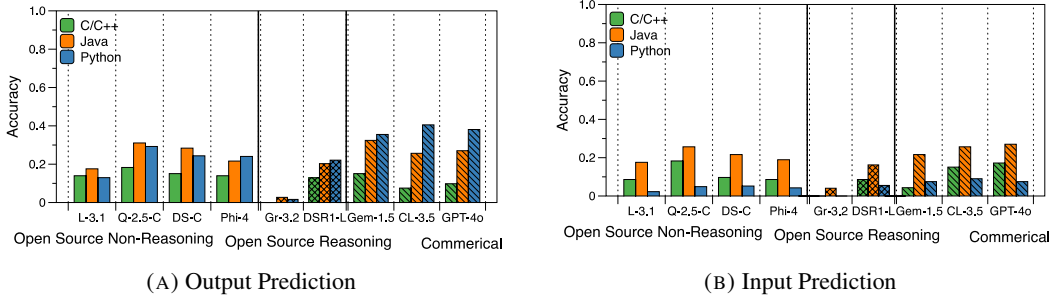 1.0
0.8
0.6
0.4
0.2
0.0
Accuracy
C/C++
Java
Python
L-3.1 Q-2.5-C DS-C Phi-4 Gr-3.2 DSR1-L Gem-1.5 CL-3.5 GPT-4o
Open Source Non-Reasoning Open Source Reasoning Commerical
(A) Output Prediction
1.0
0.8
0.6
0.4
0.2
0
Accuracy
C/C++
Java
Python
L-3.1 Q-2.5-C DS-C Phi-4 Gr-3.2 DSR1-L Gem-1.5 CL-3.5 GPT-4o
Open Source Non-Reasoning Open Source Reasoning Commerical
(B) Input Prediction